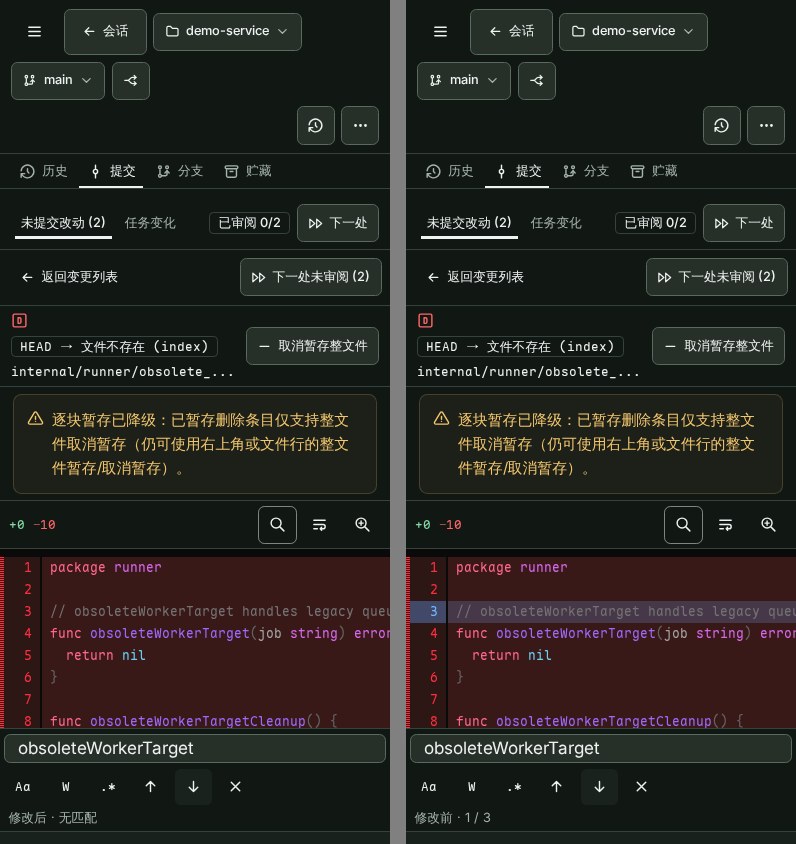 会话
demo-service
main
历史
提交
分支
贮藏
未提交改动 (2)
任务变化
已审阅 0/2
下一处
返回变更列表
下一处未审阅 (2)
D
HEAD → 文件不存在 (index)
internal/runner/obsolete_...
取消暂存整文件
逐块暂存已降级：已暂存删除条目仅支持整文
件取消暂存（仍可使用右上角或文件行的整文
件暂存/取消暂存）。
+0 −10
1 package runner
2
3 // obsoleteWorkerTarget handles legacy queu
4 func obsoleteWorkerTarget(job string) error
5 return nil
6 }
7
8 func obsoleteWorkerTargetCleanup() {
obsoleteWorkerTarget
Aa W .*
修改后 · 无匹配
会话
demo-service
main
历史
提交
分支
贮藏
未提交改动 (2)
任务变化
已审阅 0/2
下一处
返回变更列表
下一处未审阅 (2)
D
HEAD → 文件不存在 (index)
internal/runner/obsolete_...
取消暂存整文件
逐块暂存已降级：已暂存删除条目仅支持整文
件取消暂存（仍可使用右上角或文件行的整文
件暂存/取消暂存）。
+0 −10
1 package runner
2
3 // obsoleteWorkerTarget handles legacy queu
4 func obsoleteWorkerTarget(job string) error
5 return nil
6 }
7
8 func obsoleteWorkerTargetCleanup() {
obsoleteWorkerTarget
Aa W .*
修改前 · 1 / 3